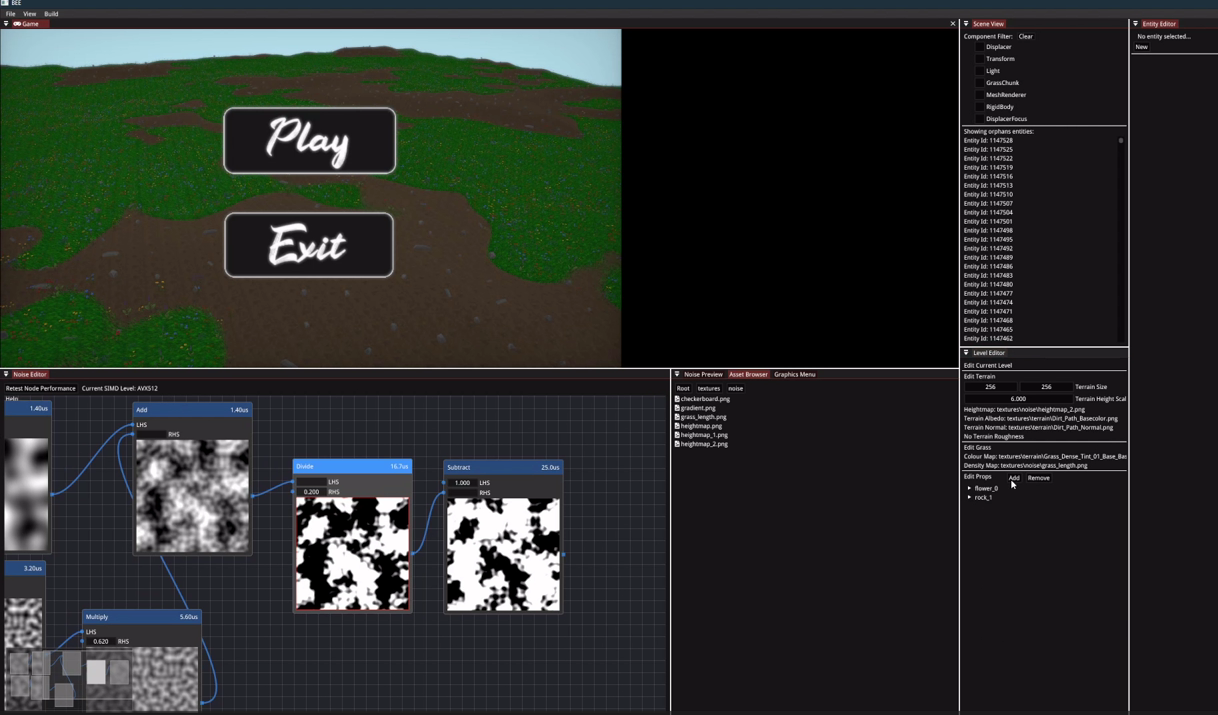 BEE
File View Build
Game
Play
Exit
Scene View
Component Filter: Clear
Displacer
Transform
Light
GrassChunk
MeshRenderer
RigidBody
DisplacerFocus
Showing orphans entities:
Entity Id: 1147528
Entity Id: 1147525
Entity Id: 1147522
Entity Id: 1147519
Entity Id: 1147516
Entity Id: 1147513
Entity Id: 1147510
Entity Id: 1147507
Entity Id: 1147504
Entity Id: 1147501
Entity Id: 1147498
Entity Id: 1147495
Entity Id: 1147492
Entity Id: 1147489
Entity Id: 1147486
Entity Id: 1147483
Entity Id: 1147480
Entity Id: 1147477
Entity Id: 1147474
Entity Id: 1147471
Entity Id: 1147468
Entity Id: 1147465
Entity Id: 1147462
Entity Editor
No entity selected...
New
Level Editor
Edit Current Level
Edit Terrain
256 256 Terrain Size
6.000 Terrain Height Scal
Heightmap: textures\noise\heightmap_2.png
Terrain Albedo: textures\terrain\Dirt_Path_Basecolor.png
Terrain Normal: textures\terrain\Dirt_Path_Normal.png
No Terrain Roughness
Edit Grass
Colour Map: textures\terrain\Grass_Dense_Tint_01_Base_Bas
Density Map: textures\noise\grass_length.png
Edit Props Add Remove
flower_0
rock_1
Noise Editor
Retest Node Performance Current SIMD Level: AVX512
Help
1.40us
Add 1.40us
LHS
RHS
Divide 16.7us
LHS
0.200 RHS
Subtract 25.0us
1.000 LHS
RHS
3.20us
Multiply 5.60us
LHS
0.620 RHS
Noise Preview Asset Browser Graphics Menu
Root textures noise
checkerboard.png
gradient.png
grass_length.png
heightmap.png
heightmap_1.png
heightmap_2.png